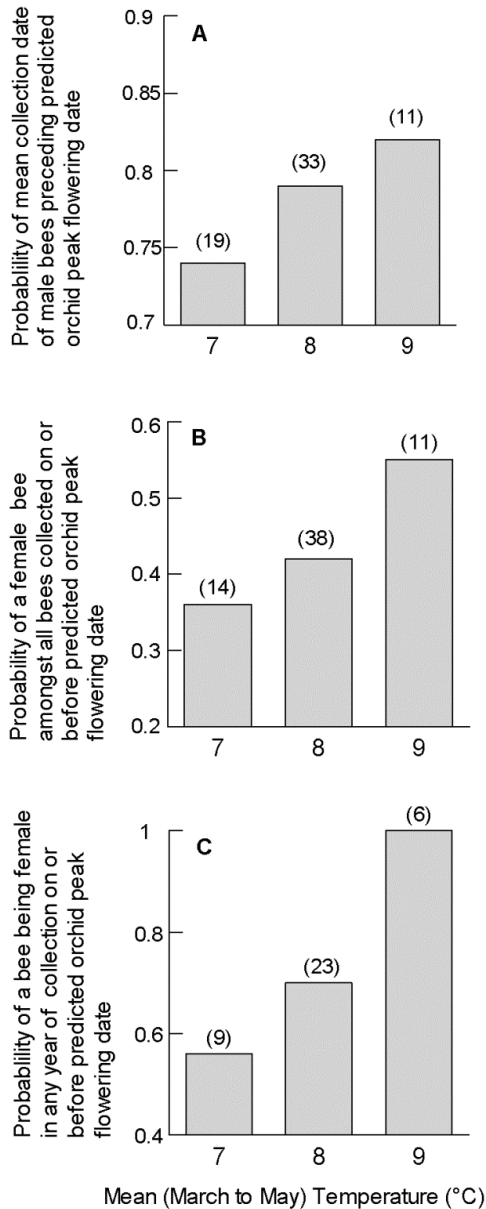 A
Probablility of mean collection date
of male bees preceding predicted
orchid peak flowering date
0.9
0.85
0.8
0.75
0.7
(19)
(33)
(11)
7 8 9
B
Probability of a female bee
amongst all bees collected on or
before predicted orchid peak
flowering date
0.6
0.5
0.4
0.3
0.2
(14)
(38)
(11)
7 8 9
C
Probablility of a bee being female
in any year of collection on or
before predicted orchid peak
flowering date
1
0.8
0.6
0.4
(9)
(23)
(6)
7 8 9
Mean (March to May) Temperature (°C)